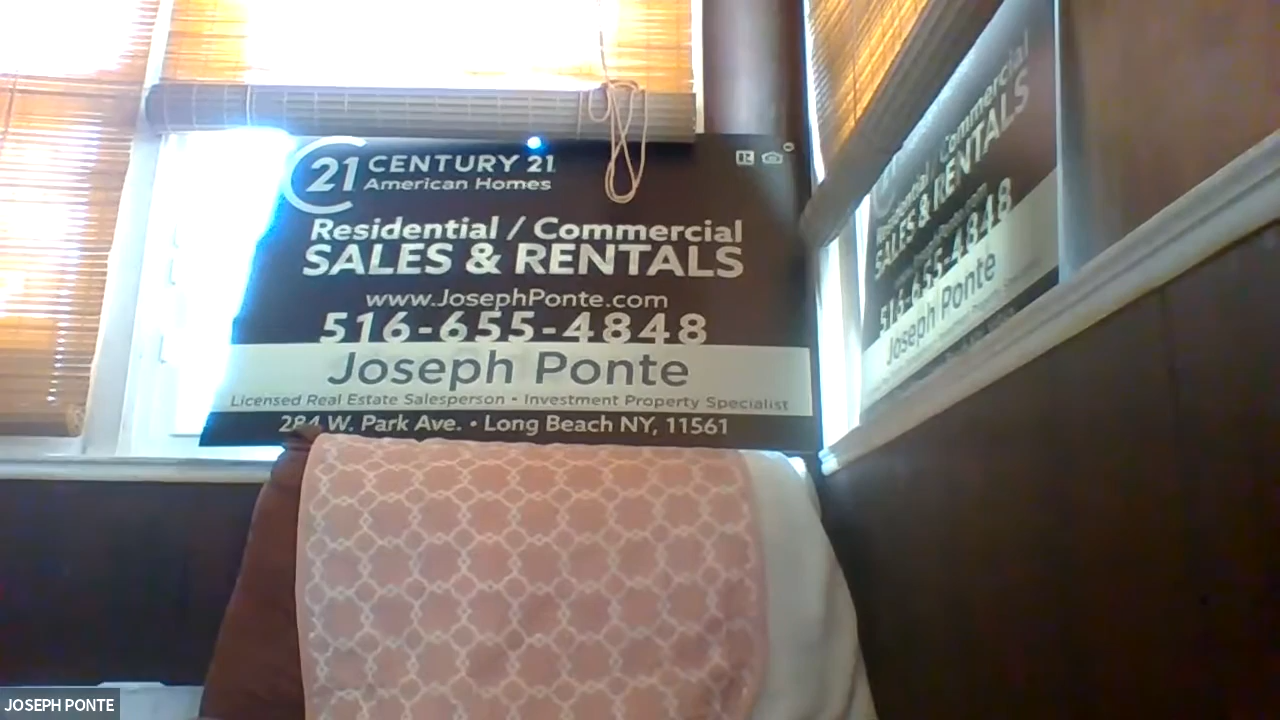 21 CENTURY 21
American Homes
Residential / Commercial
SALES & RENTALS
www.JosephPonte.com
516-655-4848
Joseph Ponte
Licensed Real Estate Salesperson • Investment Property Specialist
284 W. Park Ave. • Long Beach NY, 11561
Commercial
SALES & RENTALS
516-655-4848
Joseph Ponte
JOSEPH PONTE